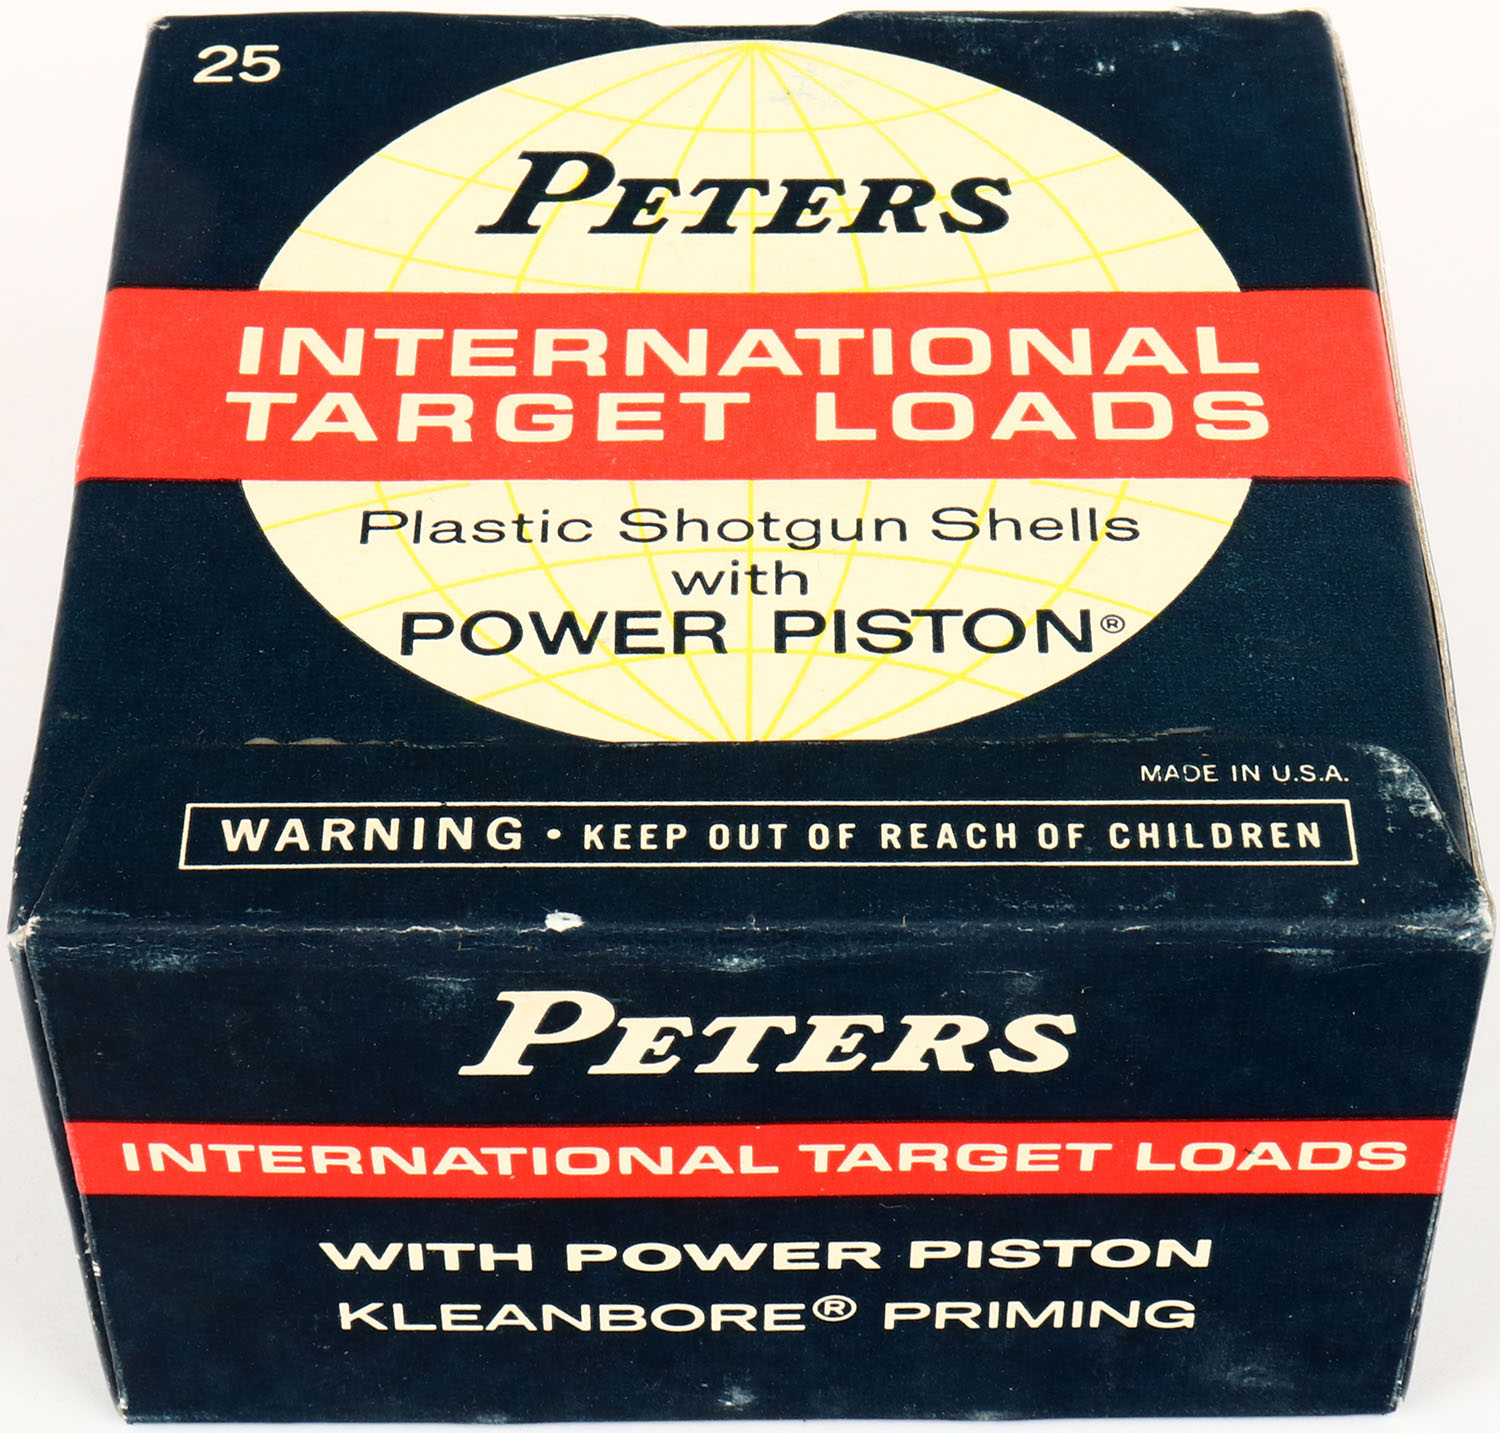 25
PETERS
INTERNATIONAL
TARGET LOADS
Plastic Shotgun Shells
with
POWER PISTON®
MADE IN U.S.A.
WARNING • KEEP OUT OF REACH OF CHILDREN
PETERS
INTERNATIONAL TARGET LOADS
WITH POWER PISTON
KLEANBORE® PRIMING